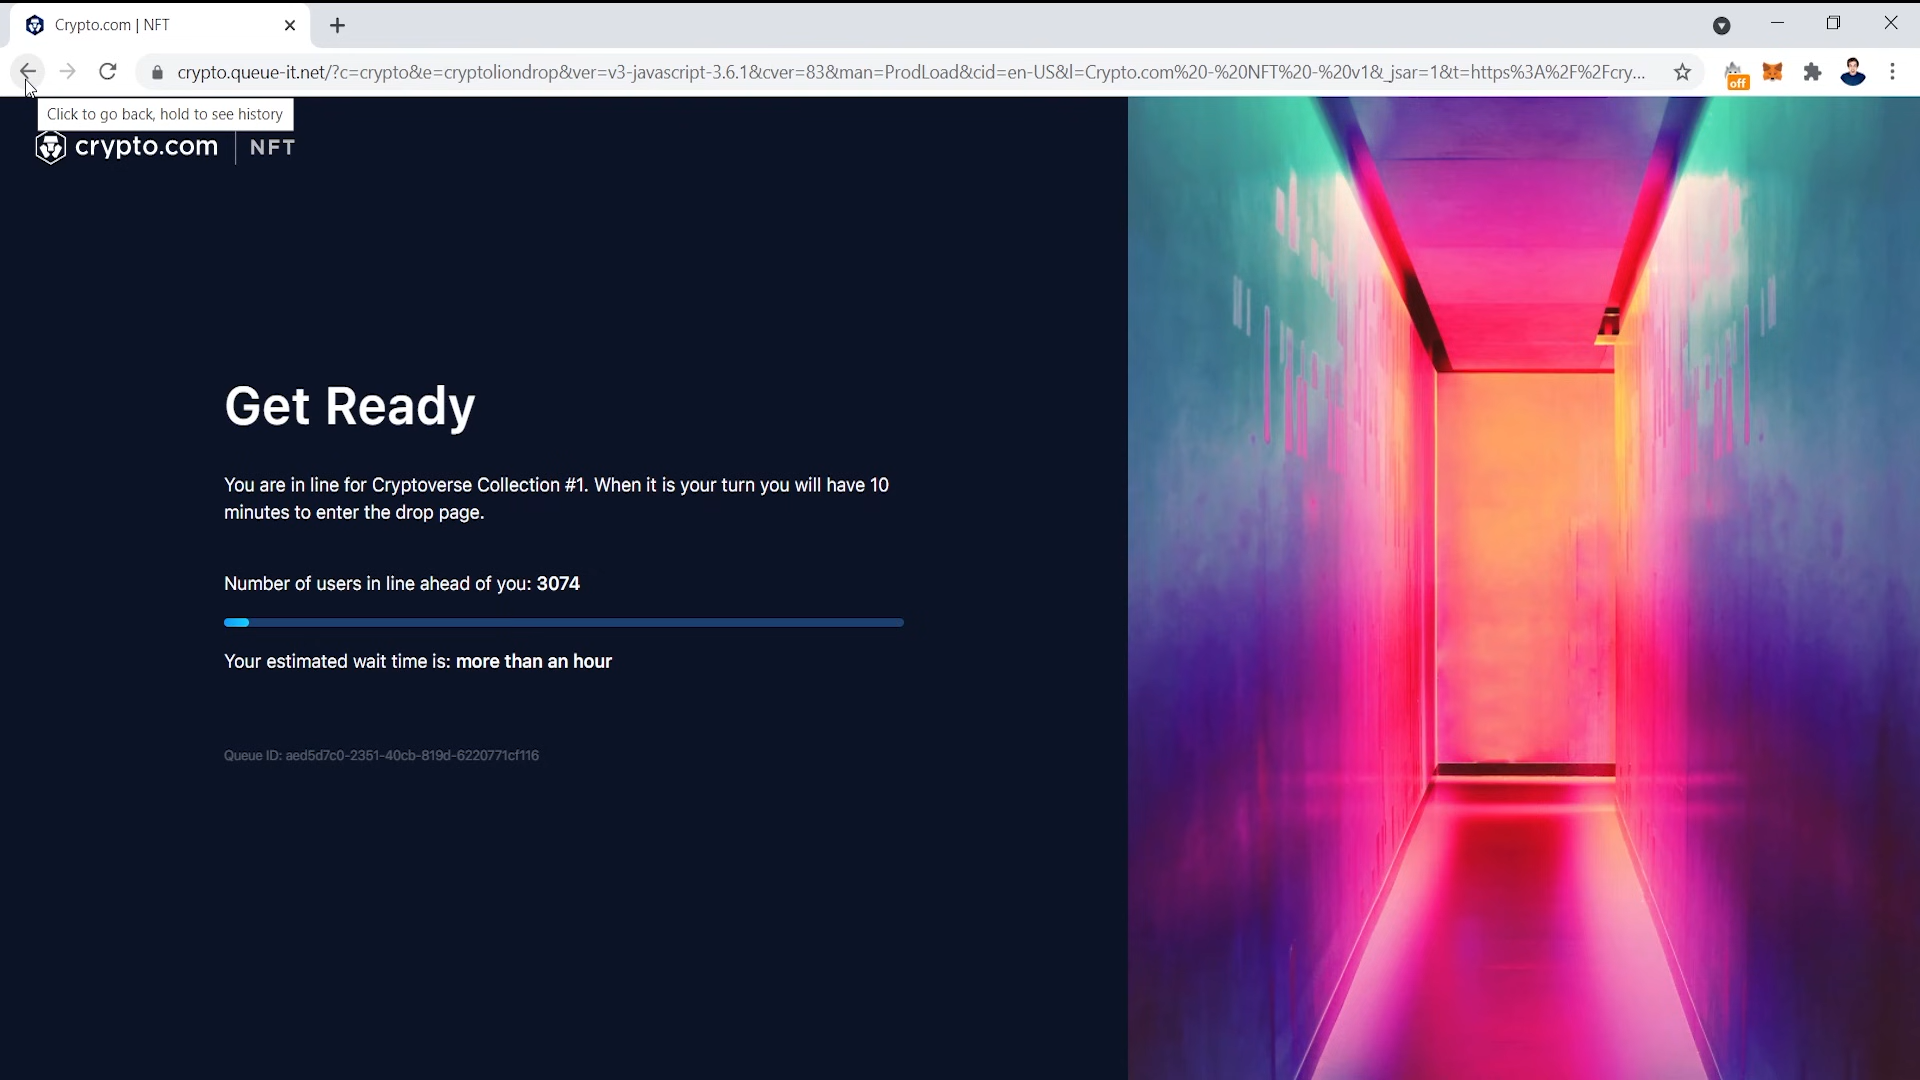 Crypto.com | NFT
crypto.queue-it.net/?c=crypto&e=cryptoliondrop&ver=v3-javascript-3.6.1&cver=83&man=ProdLoad&cid=en-US&l=Crypto.com%20-%20NFT%20-%20v1&_jsar=1&t=https%3A%2F%2Fcry...
off
Click to go back, hold to see history
crypto.com | NFT
Get Ready
You are in line for Cryptoverse Collection #1. When it is your turn you will have 10
minutes to enter the drop page.
Number of users in line ahead of you: 3074
Your estimated wait time is: more than an hour
Queue ID: aed5d7c0-2351-40cb-819d-6220771cf116